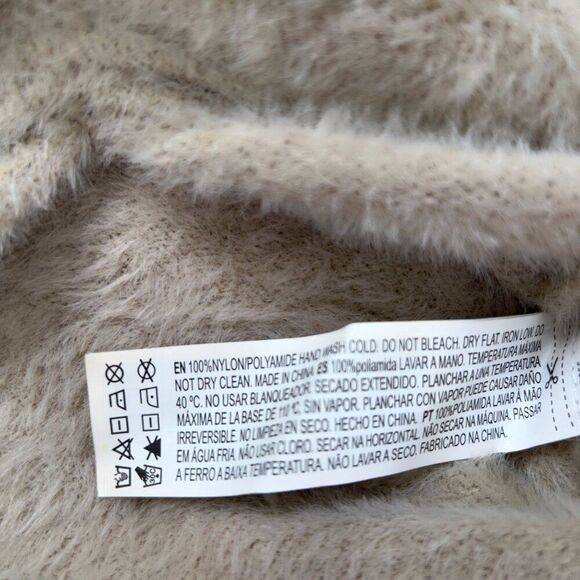 EN 100%NYLON/POLYAMIDE HAND WASH COLD. DO NOT BLEACH. DRY FLAT. IRON LOW. DO
NOT DRY CLEAN. MADE IN CHINA. ES 100%poliamida LAVAR A MANO. TEMPERATURA MÁXIMA
40 ºC. NO USAR BLANQUEADOR. SECADO EXTENDIDO. PLANCHAR A UNA TEMPERATURA
MÁXIMA DE LA BASE DE 110 ºC. SIN VAPOR. PLANCHAR CON VAPOR PUEDE CAUSAR DAÑO
IRREVERSIBLE. NO LIMPIEZA EN SECO. HECHO EN CHINA. PT 100%POLIAMIDA LAVAR À MÃO
EM ÁGUA FRIA. NÃO USAR CLORO. SECAR NA HORIZONTAL. NÃO SECAR NA MÁQUINA. PASSAR
A FERRO A BAIXA TEMPERATURA. NÃO LAVAR A SECO. FABRICADO NA CHINA.